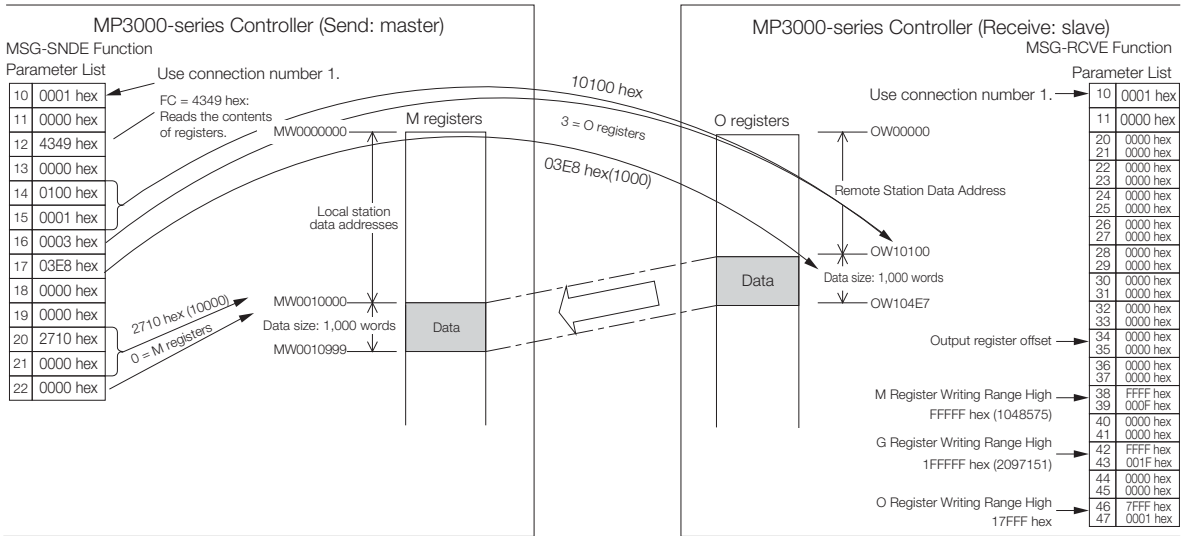 MP3000-series Controller (Send: master)
MSG-SNDE Function
Parameter List
10 0001 hex
11 0000 hex
12 4349 hex
13 0000 hex
14 0100 hex
15 0001 hex
16 0003 hex
17 03E8 hex
18 0000 hex
19 0000 hex
20 2710 hex
21 0000 hex
22 0000 hex
Use connection number 1.
FC = 4349 hex:
Reads the contents
of registers.
2710 hex (10000)
0 = M registers
MW0000000
M registers
Local station
data addresses
MW0010000
Data size: 1,000 words
MW0010999
Data
10100 hex
3 = O registers
03E8 hex(1000)
MP3000-series Controller (Receive: slave)
MSG-RCVE Function
Parameter List
Use connection number 1.
O registers
OW00000
Remote Station Data Address
OW10100
Data
Data size: 1,000 words
OW104E7
Output register offset
M Register Writing Range High
FFFFF hex (1048575)
G Register Writing Range High
1FFFFF hex (2097151)
O Register Writing Range High
17FFF hex
10 0001 hex
11 0000 hex
20 0000 hex
21 0000 hex
22 0000 hex
23 0000 hex
24 0000 hex
25 0000 hex
26 0000 hex
27 0000 hex
28 0000 hex
29 0000 hex
30 0000 hex
31 0000 hex
32 0000 hex
33 0000 hex
34 0000 hex
35 0000 hex
36 0000 hex
37 0000 hex
38 FFFF hex
39 000F hex
40 0000 hex
41 0000 hex
42 FFFF hex
43 001F hex
44 0000 hex
45 0000 hex
46 7FFF hex
47 0001 hex